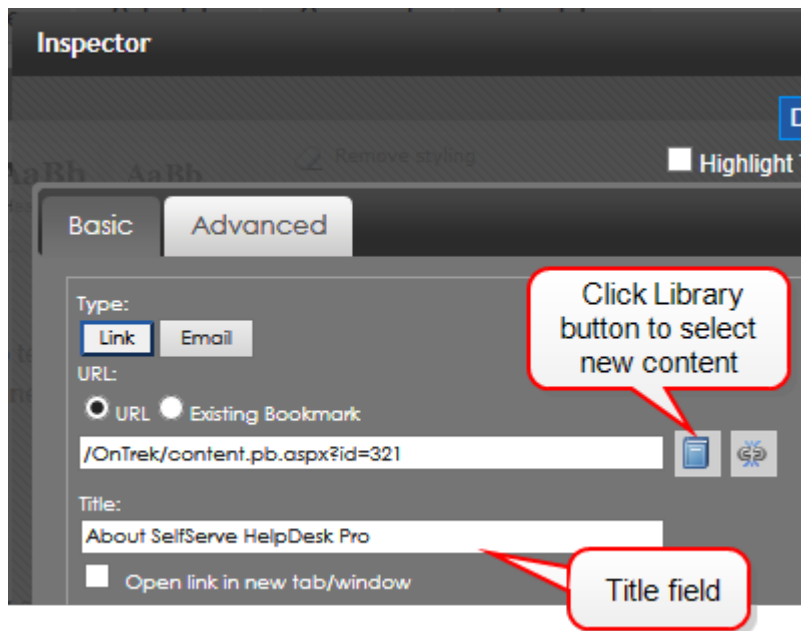 Inspector
D
AaBb AaBb Remove styling
Highlight
Basic Advanced
Type:
Link Email
URL:
URL Existing Bookmark
/OnTrek/content.pb.aspx?id=321
Title:
About SelfServe HelpDesk Pro
Open link in new tab/window
Click Library
button to select
new content
Title field